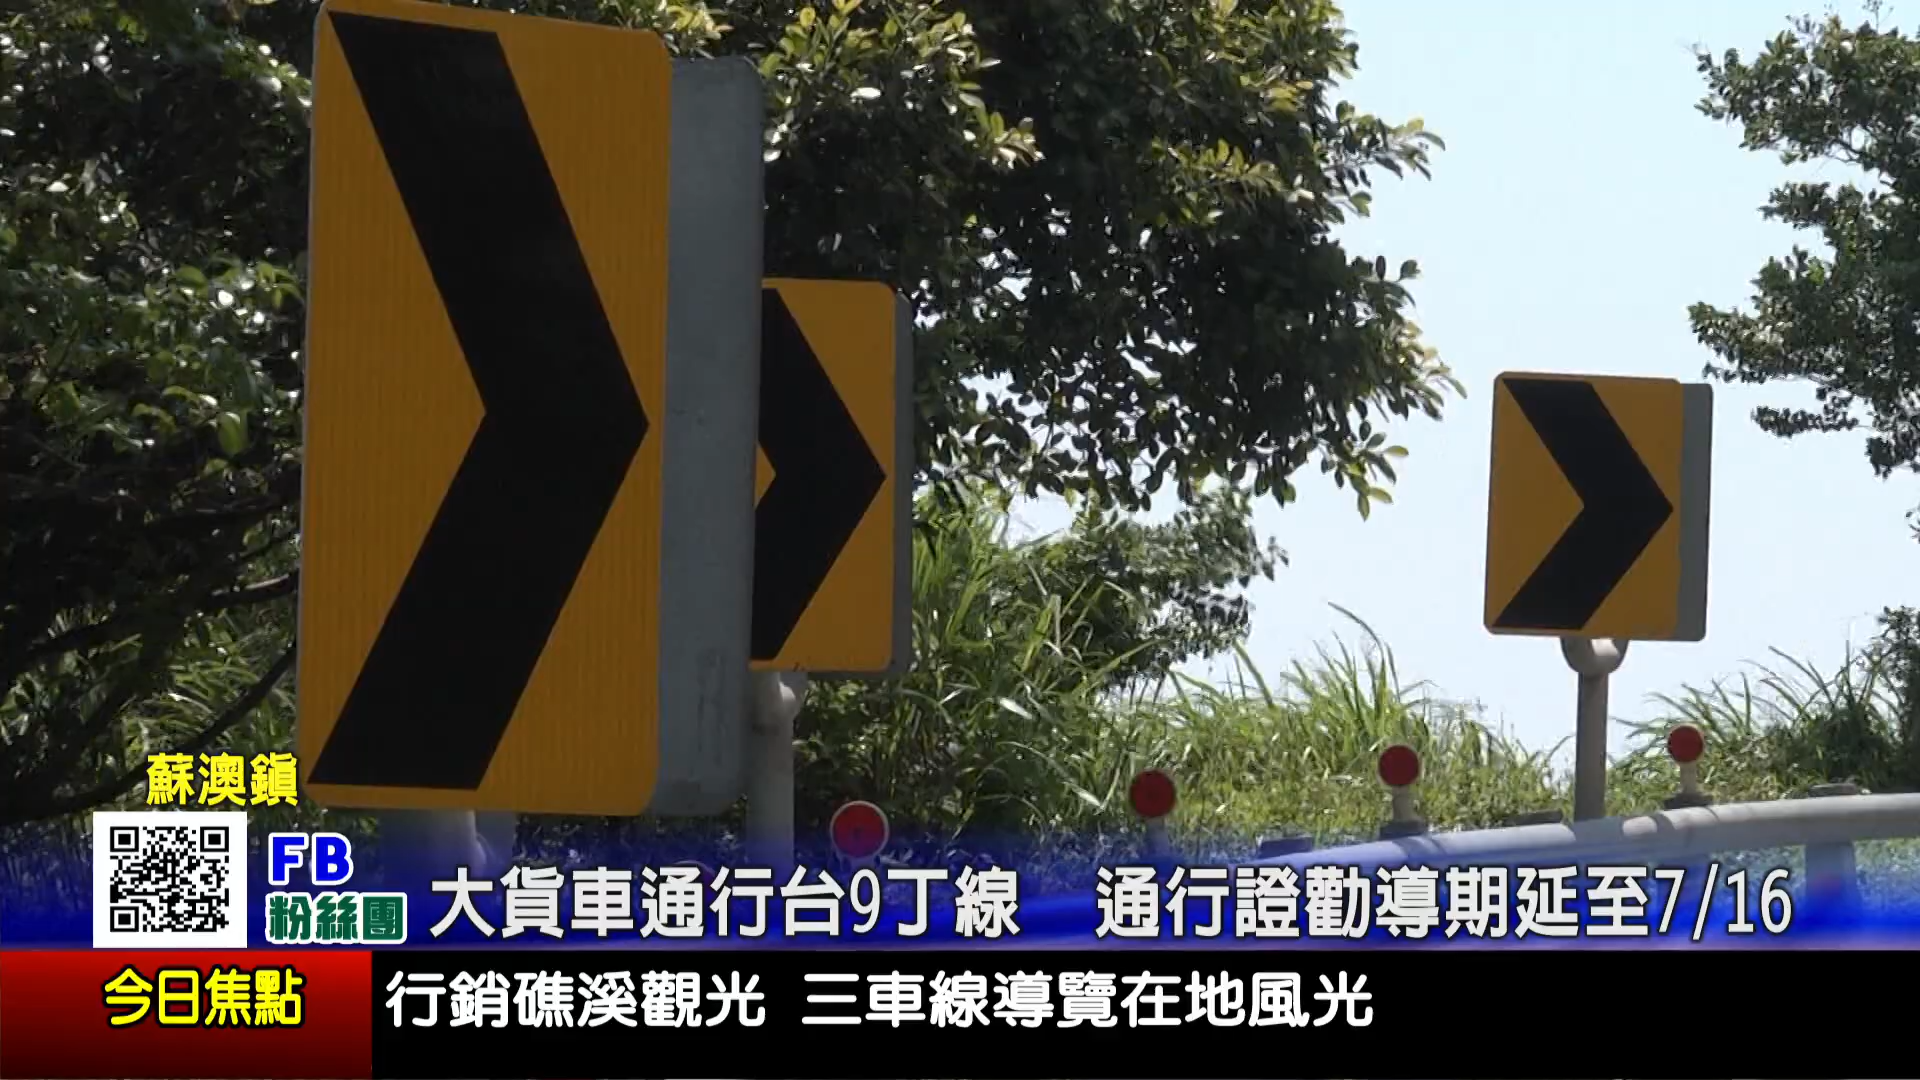 蘇澳鎮
FB
粉絲團
大貨車通行台9丁線 通行證勸導期延至7/16
今日焦點
行銷礁溪觀光 三車線導覽在地風光